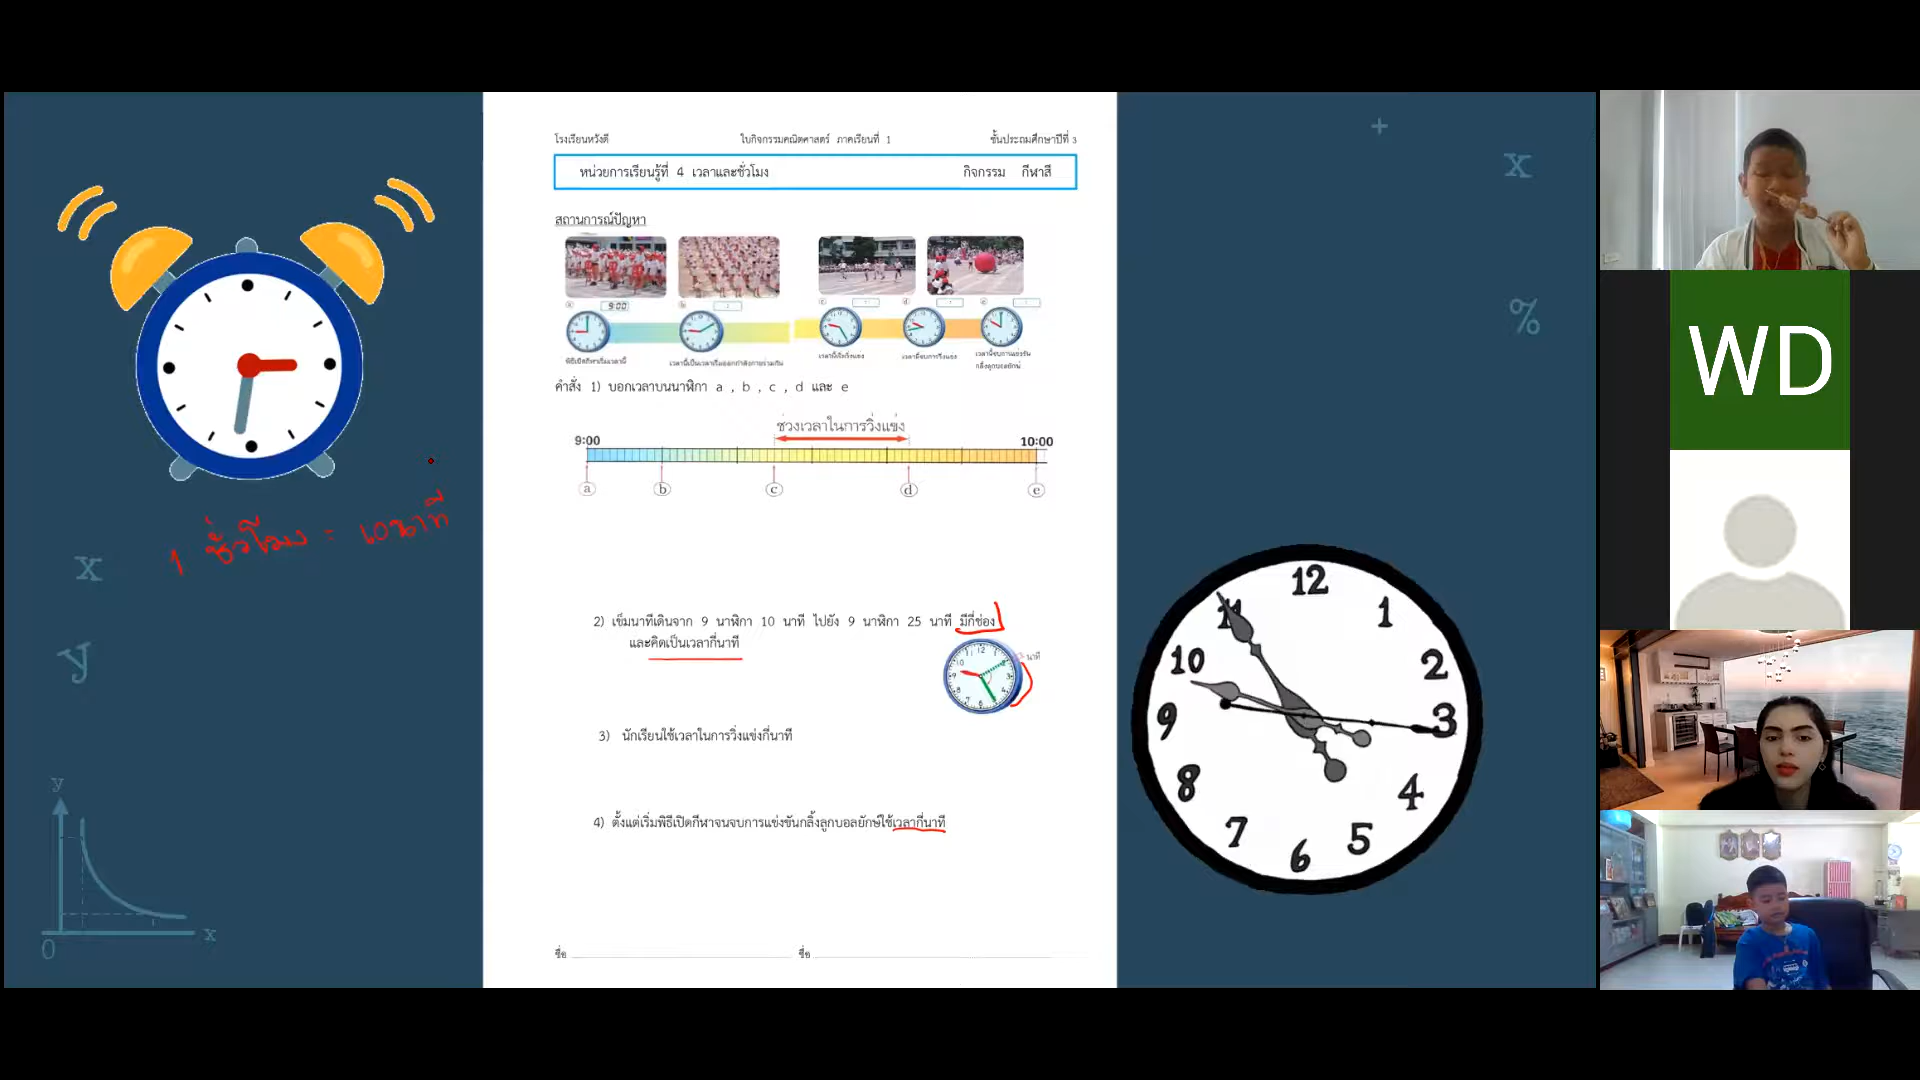 โรงเรียนหวังดี ใบกิจกรรมคณิตศาสตร์ ภาคเรียนที่ 1 ชั้นประถมศึกษาปีที่ 3
หน่วยการเรียนรู้ที่ 4 เวลาและชั่วโมง กิจกรรม กีฬาสี
สถานการณ์ปัญหา
a 9:00 b c d e
คำสั่ง 1) บอกเวลาบนนาฬิกา a , b , c , d และ e
ช่วงเวลาในการวิ่งแข่ง
9:00 10:00
a b c d e
2) เข็มนาทีเดินจาก 9 นาฬิกา 10 นาที ไปยัง 9 นาฬิกา 25 นาที มีกี่ช่อง
และคิดเป็นเวลากี่นาที
นาที
3) นักเรียนใช้เวลาในการวิ่งแข่งกี่นาที
4) ตั้งแต่เริ่มพิธีเปิดกีฬาจนจบการแข่งขันกลิ้งลูกบอลยักษ์ใช้เวลากี่นาที
ชื่อ ชื่อ
1 ชั่วโมง = 60 นาที
x
y
y
0 x
+
x
%
12
11 1
10 2
9 3
8 4
7 5
6
WD